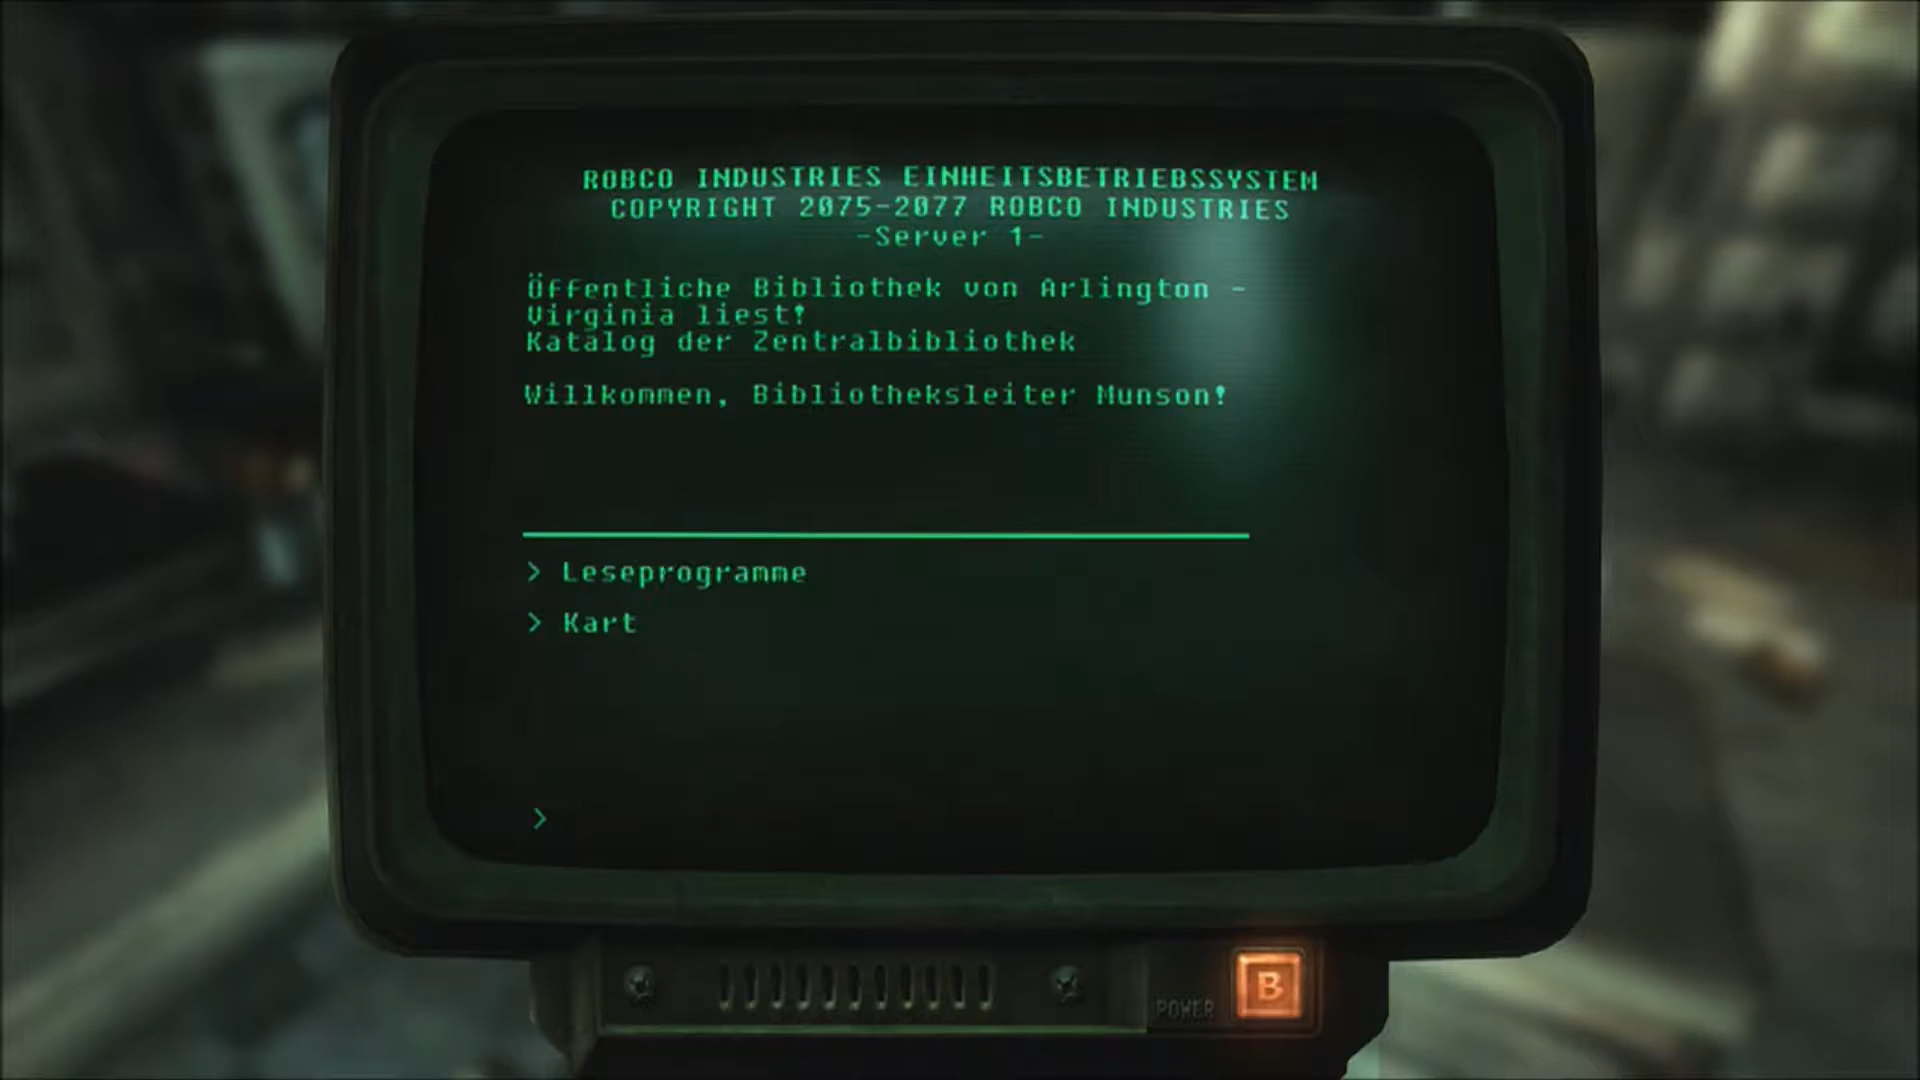 ROBCO INDUSTRIES EINHEITSBETRIEBSSYSTEM
COPYRIGHT 2075-2077 ROBCO INDUSTRIES
-Server 1-
Öffentliche Bibliothek von Arlington -
Virginia liest!
Katalog der Zentralbibliothek
Willkommen, Bibliotheksleiter Munson!
> Leseprogramme
> Kart
>
POWER B